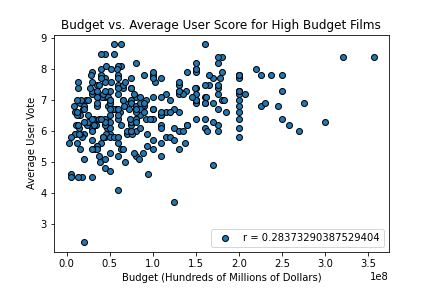 Budget vs. Average User Score for High Budget Films
9
8
7
6
5
4
3
Average User Vote
r = 0.28373290387529404
0.0 0.5 1.0 1.5 2.0 2.5 3.0 3.5
1e8
Budget (Hundreds of Millions of Dollars)